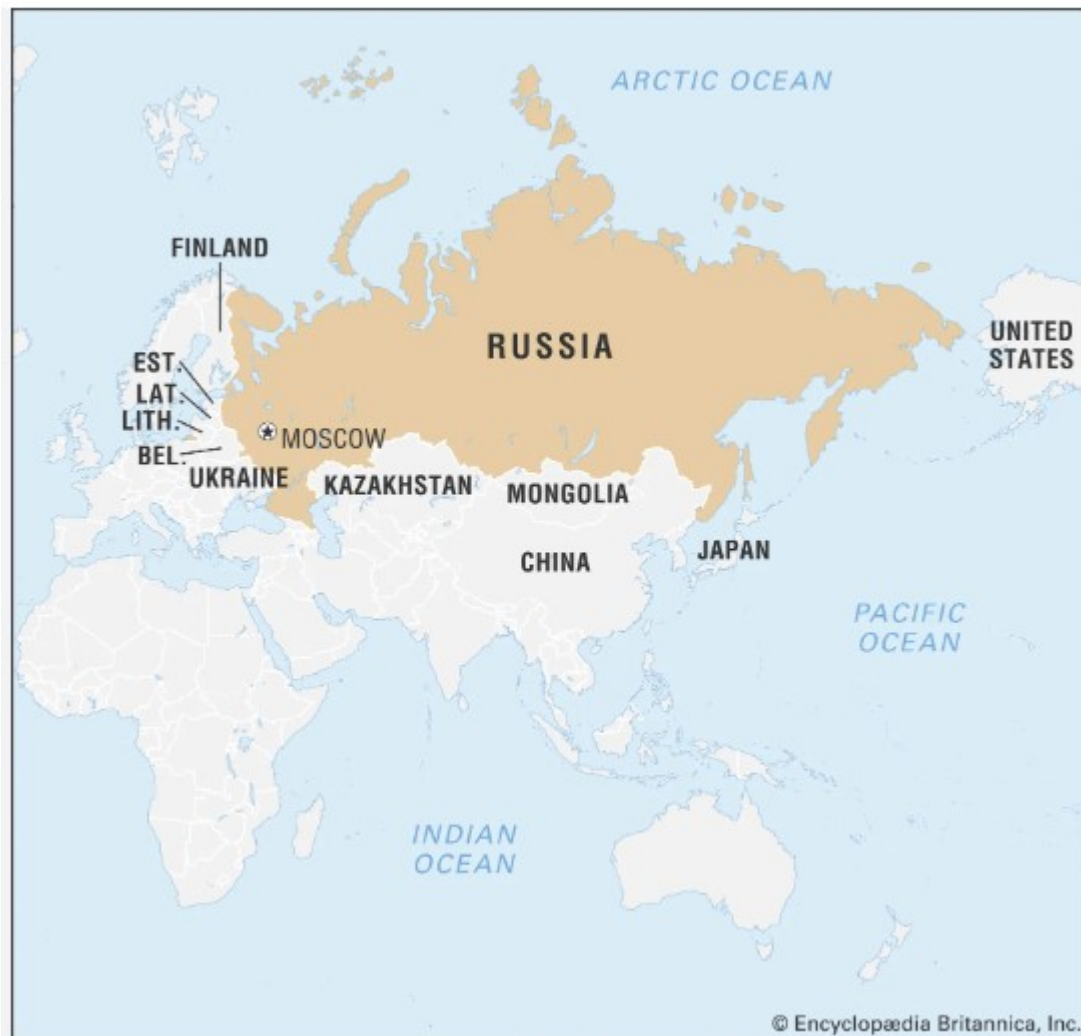 ARCTIC OCEAN
FINLAND
RUSSIA
UNITED
STATES
EST.
LAT.
LITH.
BEL.
MOSCOW
UKRAINE
KAZAKHSTAN
MONGOLIA
CHINA
JAPAN
PACIFIC
OCEAN
INDIAN
OCEAN
© Encyclopædia Britannica, Inc.